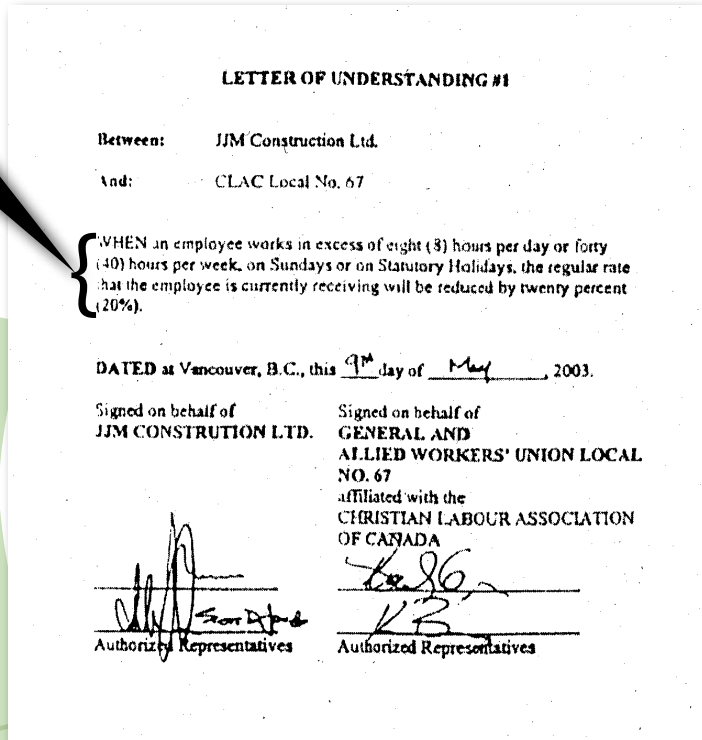 LETTER OF UNDERSTANDING #1
Between: JJM Construction Ltd.
And: CLAC Local No. 67
WHEN an employee works in excess of eight (8) hours per day or forty
(40) hours per week, on Sundays or on Statutory Holidays, the regular rate
that the employee is currently receiving will be reduced by twenty percent
(20%).
DATED at Vancouver, B.C., this 9th day of May, 2003.
Signed on behalf of
JJM CONSTRUTION LTD.
Signed on behalf of
GENERAL AND
ALLIED WORKERS' UNION LOCAL
NO. 67
affiliated with the
CHRISTIAN LABOUR ASSOCIATION
OF CANADA
Authorized Representatives
Authorized Representatives